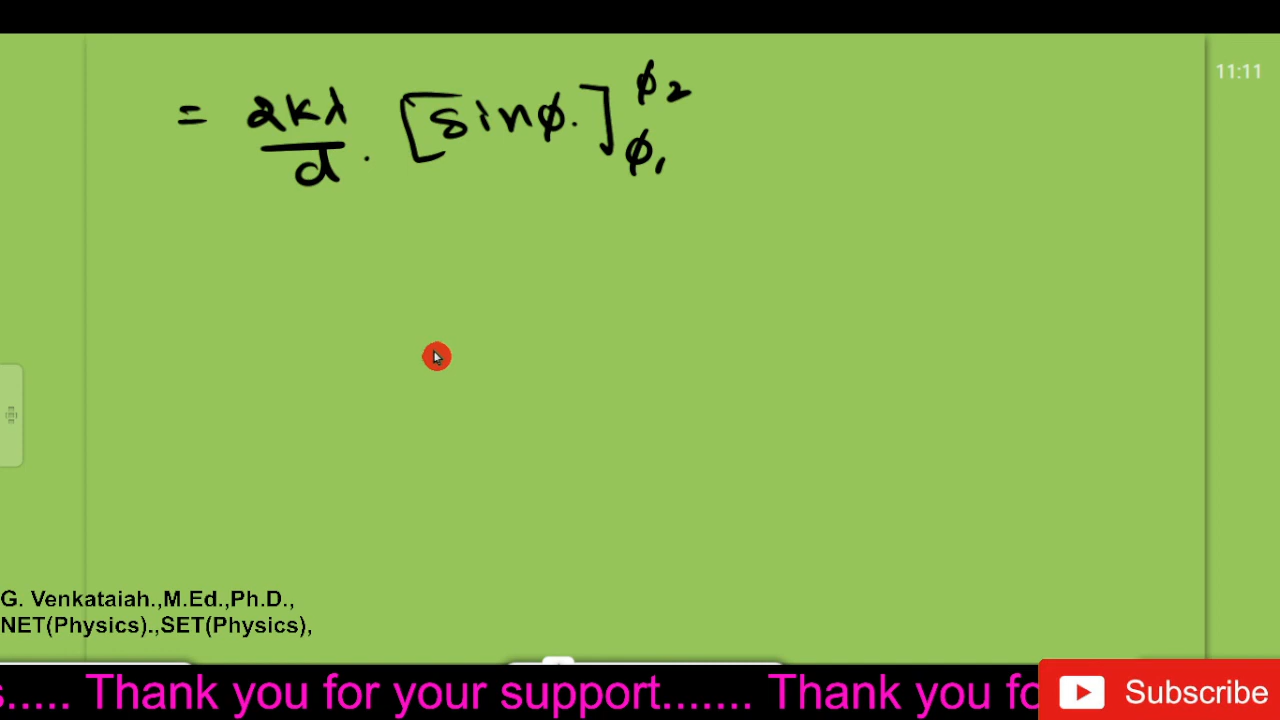 11:11
= 2kλ/d . [sinφ.]φ₁^φ₂
G. Venkataiah.,M.Ed.,Ph.D.,
NET(Physics).,SET(Physics),
s..... Thank you for your support....... Thank you fo
Subscribe